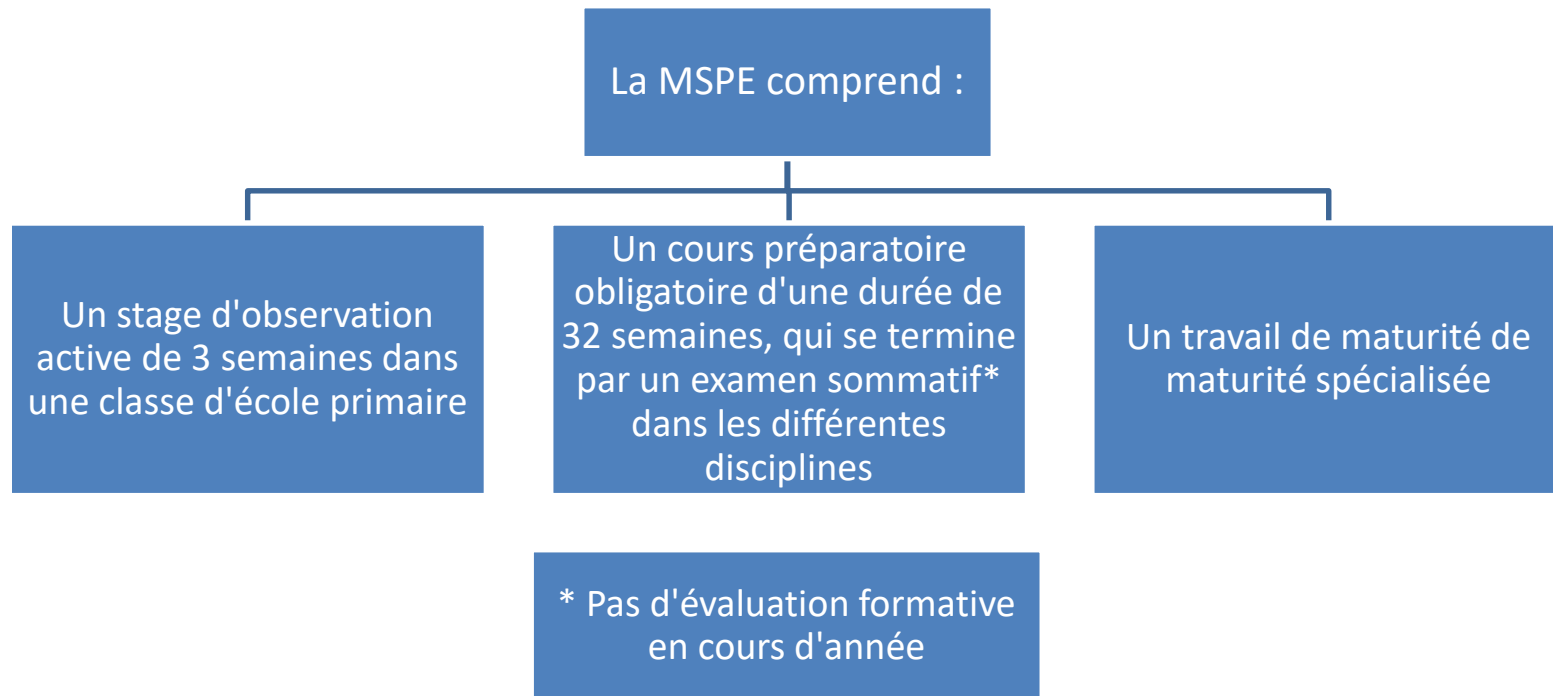 La MSPE comprend :
Un stage d'observation
active de 3 semaines dans
une classe d'école primaire
Un cours préparatoire
obligatoire d'une durée de
32 semaines, qui se termine
par un examen sommatif*
dans les différentes
disciplines
Un travail de maturité de
maturité spécialisée
* Pas d'évaluation formative
en cours d'année